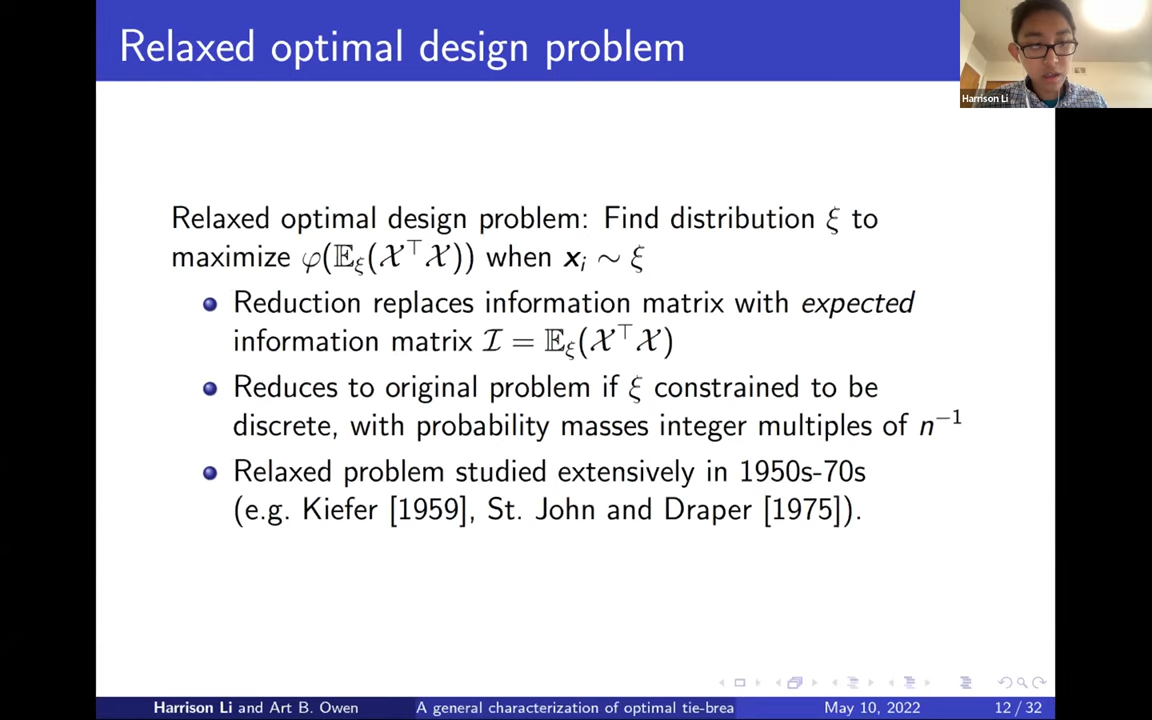 Relaxed optimal design problem
Harrison Li
Relaxed optimal design problem: Find distribution ξ to
maximize φ(𝔼ξ(𝒳⊤𝒳)) when xᵢ ∼ ξ
Reduction replaces information matrix with expected
information matrix ℐ = 𝔼ξ(𝒳⊤𝒳)
Reduces to original problem if ξ constrained to be
discrete, with probability masses integer multiples of n⁻¹
Relaxed problem studied extensively in 1950s-70s
(e.g. Kiefer [1959], St. John and Draper [1975]).
Harrison Li and Art B. Owen A general characterization of optimal tie-brea May 10, 2022 12 / 32